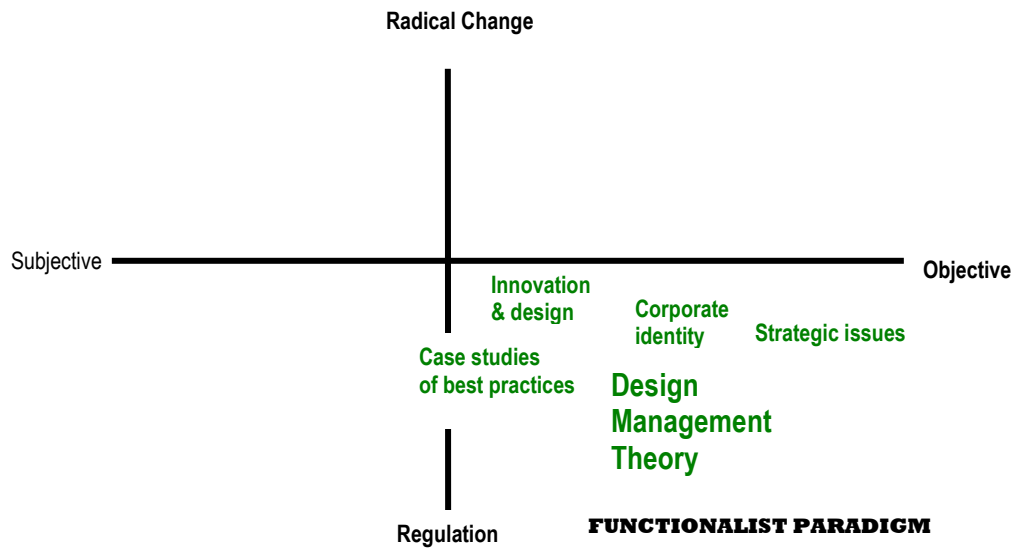 Radical Change
Subjective
Objective
Innovation
& design
Corporate
identity
Strategic issues
Case studies
of best practices
Design
Management
Theory
FUNCTIONALIST PARADIGM
Regulation